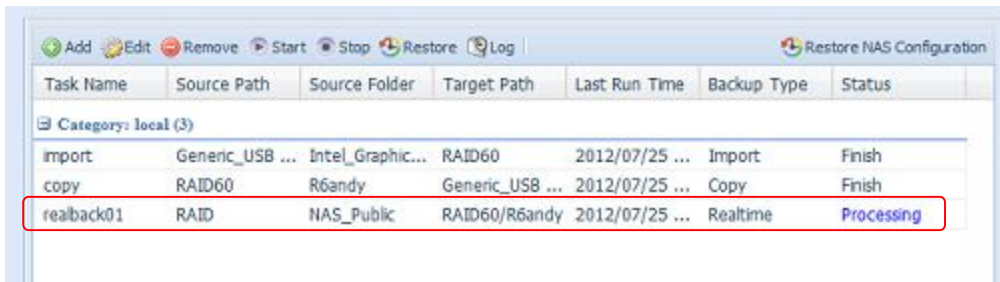 Add Edit Remove Start Stop Restore Log Restore NAS Configuration
Task Name Source Path Source Folder Target Path Last Run Time Backup Type Status
Category: local (3)
import Generic_USB ... Intel_Graphic... RAID60 2012/07/25 ... Import Finish
copy RAID60 R6andy Generic_USB ... 2012/07/25 ... Copy Finish
realback01 RAID NAS_Public RAID60/R6andy 2012/07/25 ... Realtime Processing